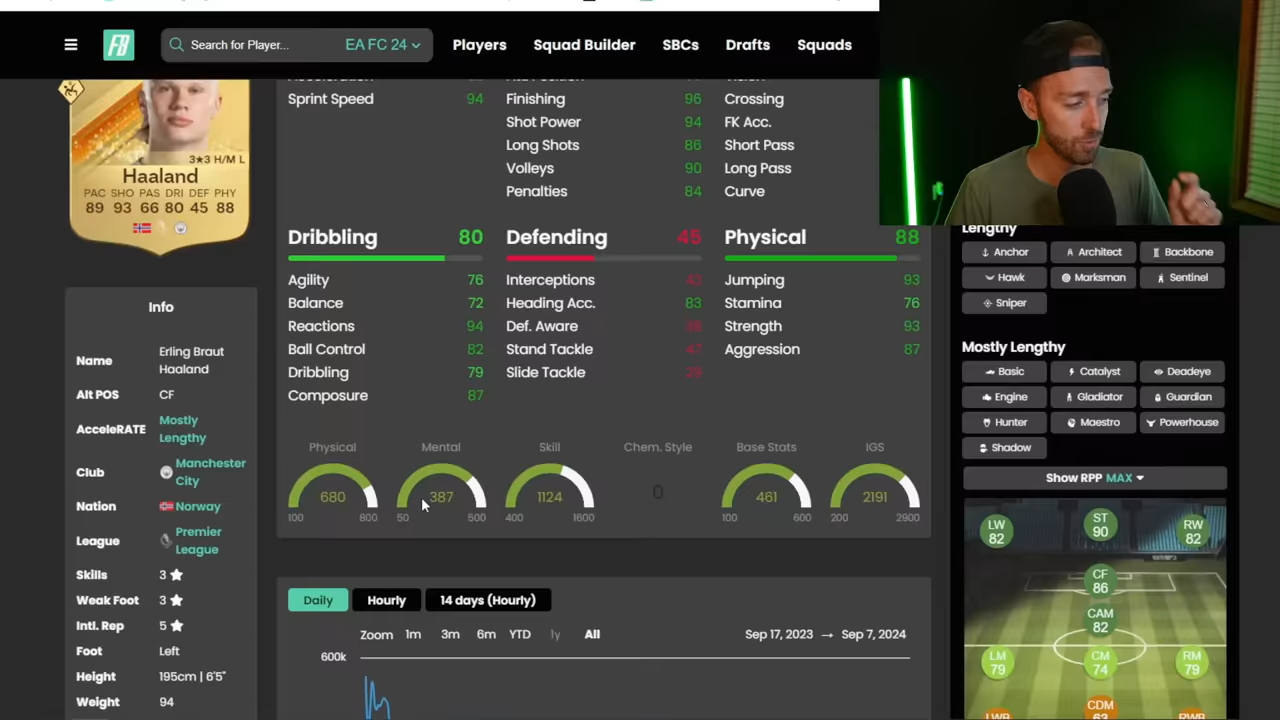 FB
Search for Player...
EA FC 24
Players
Squad Builder
SBCs
Drafts
Squads
3★3 H/M L
Haaland
PAC SHO PAS DRI DEF PHY
89 93 66 80 45 88
Info
Name Erling Braut Haaland
Alt POS CF
AcceleRATE Mostly Lengthy
Club Manchester City
Nation Norway
League Premier League
Skills 3 ★
Weak Foot 3 ★
Intl. Rep 5 ★
Foot Left
Height 195cm | 6'5"
Weight 94
Sprint Speed 94
Finishing 96
Shot Power 94
Long Shots 86
Volleys 90
Penalties 84
Crossing
FK Acc.
Short Pass
Long Pass
Curve
Dribbling 80
Agility 76
Balance 72
Reactions 94
Ball Control 82
Dribbling 79
Composure 87
Defending 45
Interceptions 43
Heading Acc. 83
Def. Aware
Stand Tackle 47
Slide Tackle 29
Physical 88
Jumping 93
Stamina 76
Strength 93
Aggression 87
Physical
680
100 800
Mental
387
50 500
Skill
1124
400 1600
Chem. Style
0
Base Stats
461
100 600
IGS
2191
200 2900
Daily
Hourly
14 days (Hourly)
Zoom 1m 3m 6m YTD 1y All
Sep 17, 2023 → Sep 7, 2024
600k
Lengthy
Anchor Architect Backbone
Hawk Marksman Sentinel
Sniper
Mostly Lengthy
Basic Catalyst Deadeye
Engine Gladiator Guardian
Hunter Maestro Powerhouse
Shadow
Show RPP MAX
LW 82
ST 90
RW 82
CF 86
CAM 82
LM 79
CM 74
RM 79
LWB
CDM 63
RWB